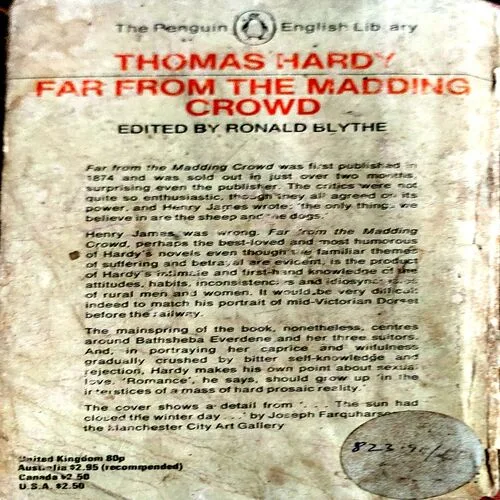 The Penguin English Library
THOMAS HARDY
FAR FROM THE MADDING
CROWD
EDITED BY RONALD BLYTHE
Far from the Madding Crowd was first published in
1874 and was sold out in just over two months,
surprising even the publisher. The critics were not
quite so enthusiastic, though they all agreed on its
power, and Henry James wrote: 'the only things we
believe in are the sheep and the dogs.'
Henry James was wrong. Far from the Madding
Crowd, perhaps the best-loved and most humorous
of Hardy's novels even though the familiar themes
of suffering and betrayal are evident, is the product
of Hardy's intimate and first-hand knowledge of the
attitudes, habits, inconsistencies and idiosyncrasies
of rural men and women. It would be very difficult
indeed to match his portrait of mid-Victorian Dorset
before the railway.
The mainspring of the book, nonetheless, centres
around Bathsheba Everdene and her three suitors.
And, in portraying her caprice and wilfulness
gradually crushed by bitter self-knowledge and
rejection, Hardy makes his own point about sexual
love. 'Romance', he says, should grow up 'in the
interstices of a mass of hard prosaic reality.'
The cover shows a detail from '. . . The sun had
closed the winter day . . .' by Joseph Farquharson
the Manchester City Art Gallery
United Kingdom 80p
Australia $2.95 (recommended)
Canada $2.50
U.S.A. $2.50